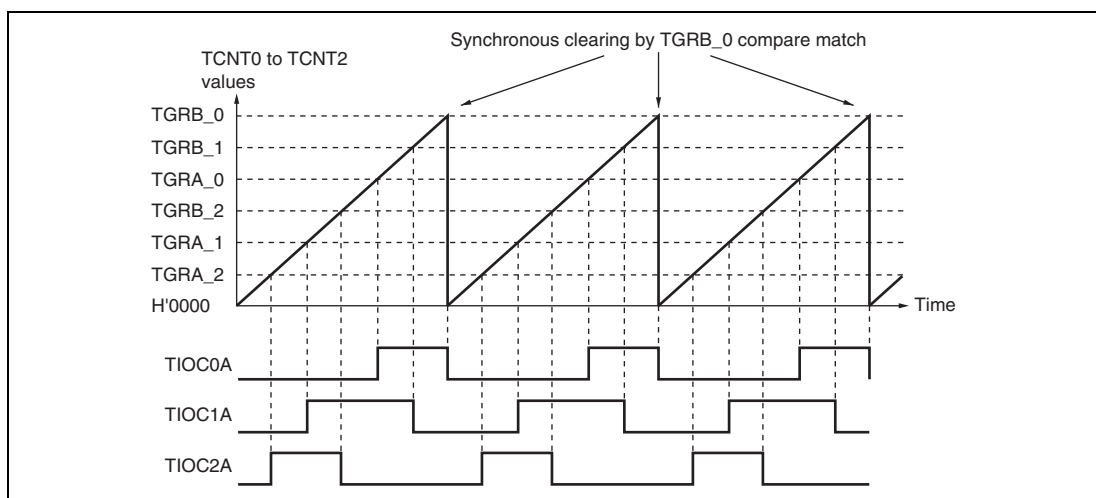 Synchronous clearing by TGRB_0 compare match
TCNT0 to TCNT2
values
TGRB_0
TGRB_1
TGRA_0
TGRB_2
TGRA_1
TGRA_2
H'0000
Time
TIOC0A
TIOC1A
TIOC2A